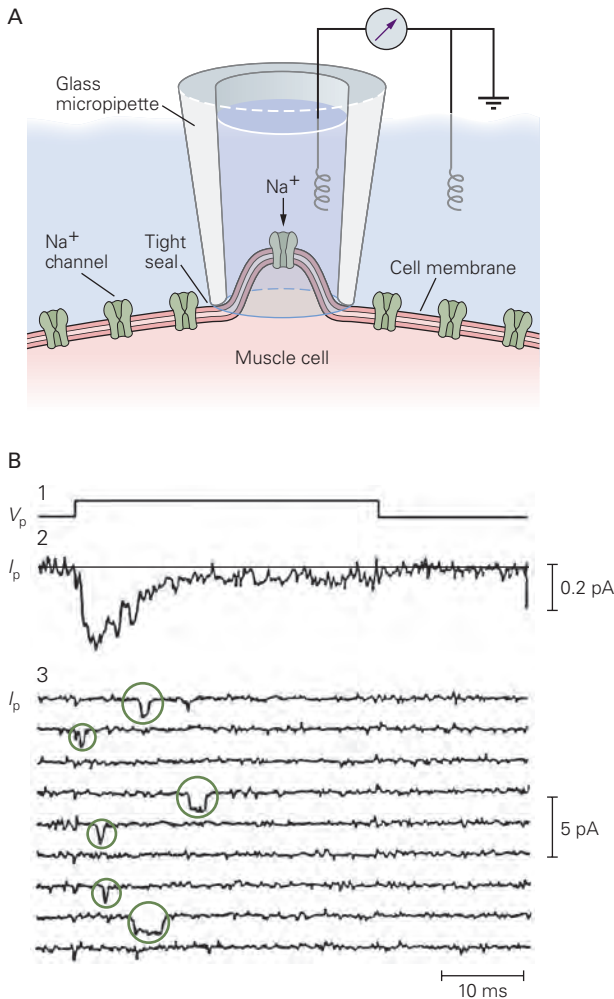 A
Glass
micropipette
Na⁺
Na⁺
channel
Tight
seal
Cell membrane
Muscle cell
B
1
Vₚ
2
Iₚ
0.2 pA
3
Iₚ
5 pA
10 ms